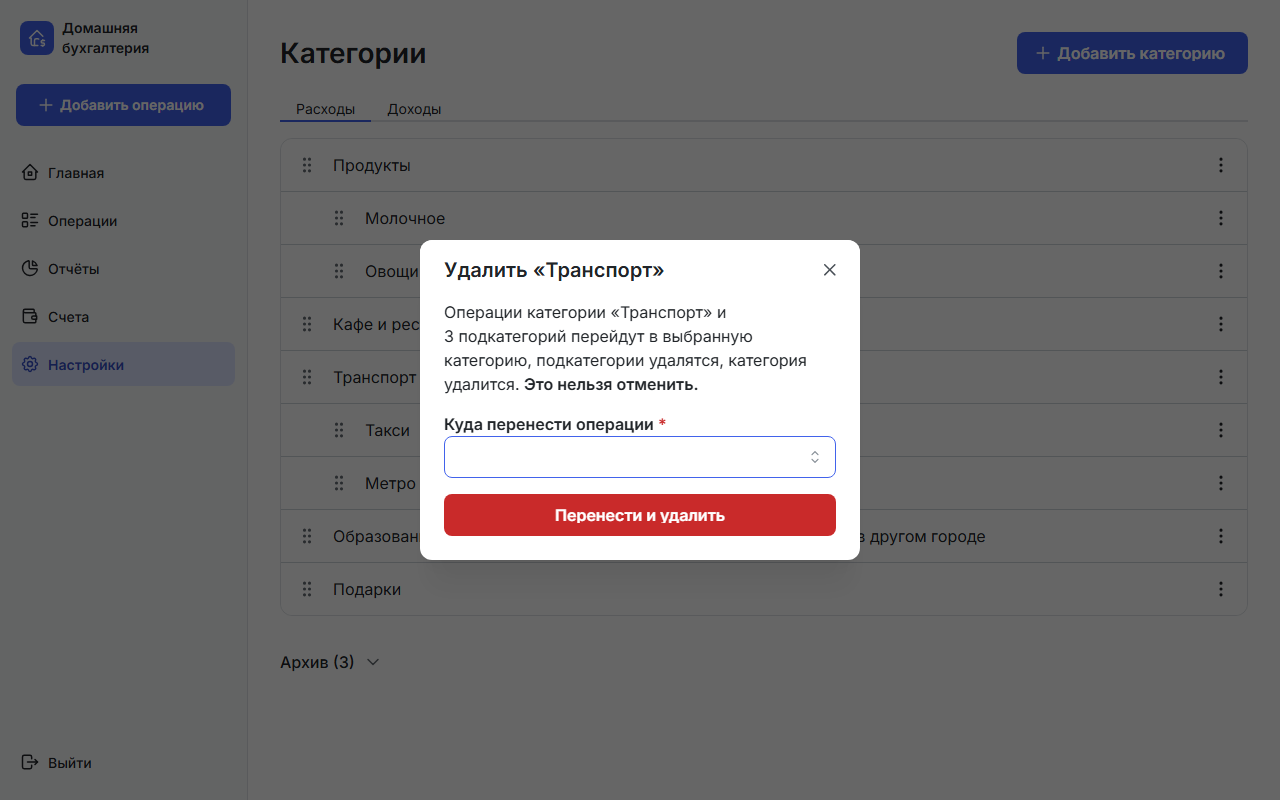 Домашняя
бухгалтерия
Добавить операцию
Главная
Операции
Отчёты
Счета
Настройки
Выйти
Категории
Добавить категорию
Расходы
Доходы
Продукты
Молочное
Овощи
Кафе и рес
Транспорт
Такси
Метро
Образован
в другом городе
Подарки
Архив (3)
Удалить «Транспорт»
Операции категории «Транспорт» и
3 подкатегорий перейдут в выбранную
категорию, подкатегории удалятся, категория
удалится. Это нельзя отменить.
Куда перенести операции *
Перенести и удалить